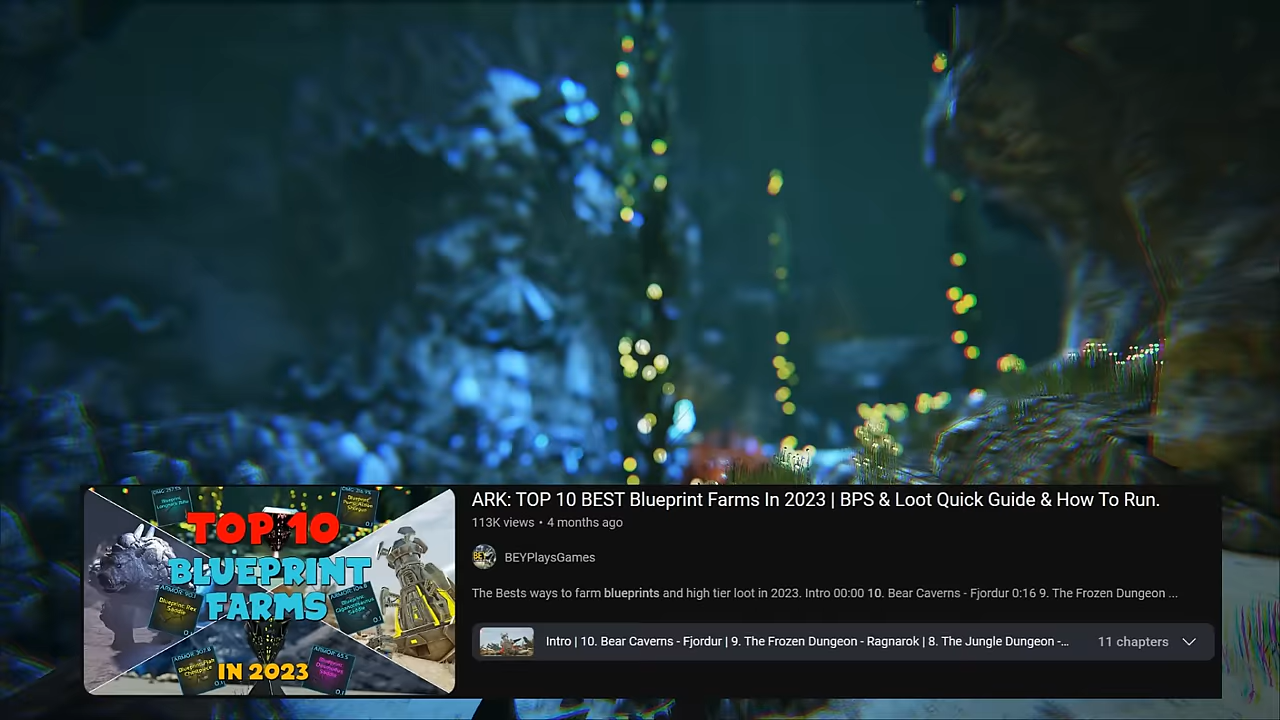 TOP 10
BLUEPRINT
FARMS
IN 2023
ARK: TOP 10 BEST Blueprint Farms In 2023 | BPS & Loot Quick Guide & How To Run.
113K views • 4 months ago
BEYPlaysGames
The Bests ways to farm blueprints and high tier loot in 2023. Intro 00:00 10. Bear Caverns - Fjordur 0:16 9. The Frozen Dungeon ...
Intro | 10. Bear Caverns - Fjordur | 9. The Frozen Dungeon - Ragnarok | 8. The Jungle Dungeon -...
11 chapters